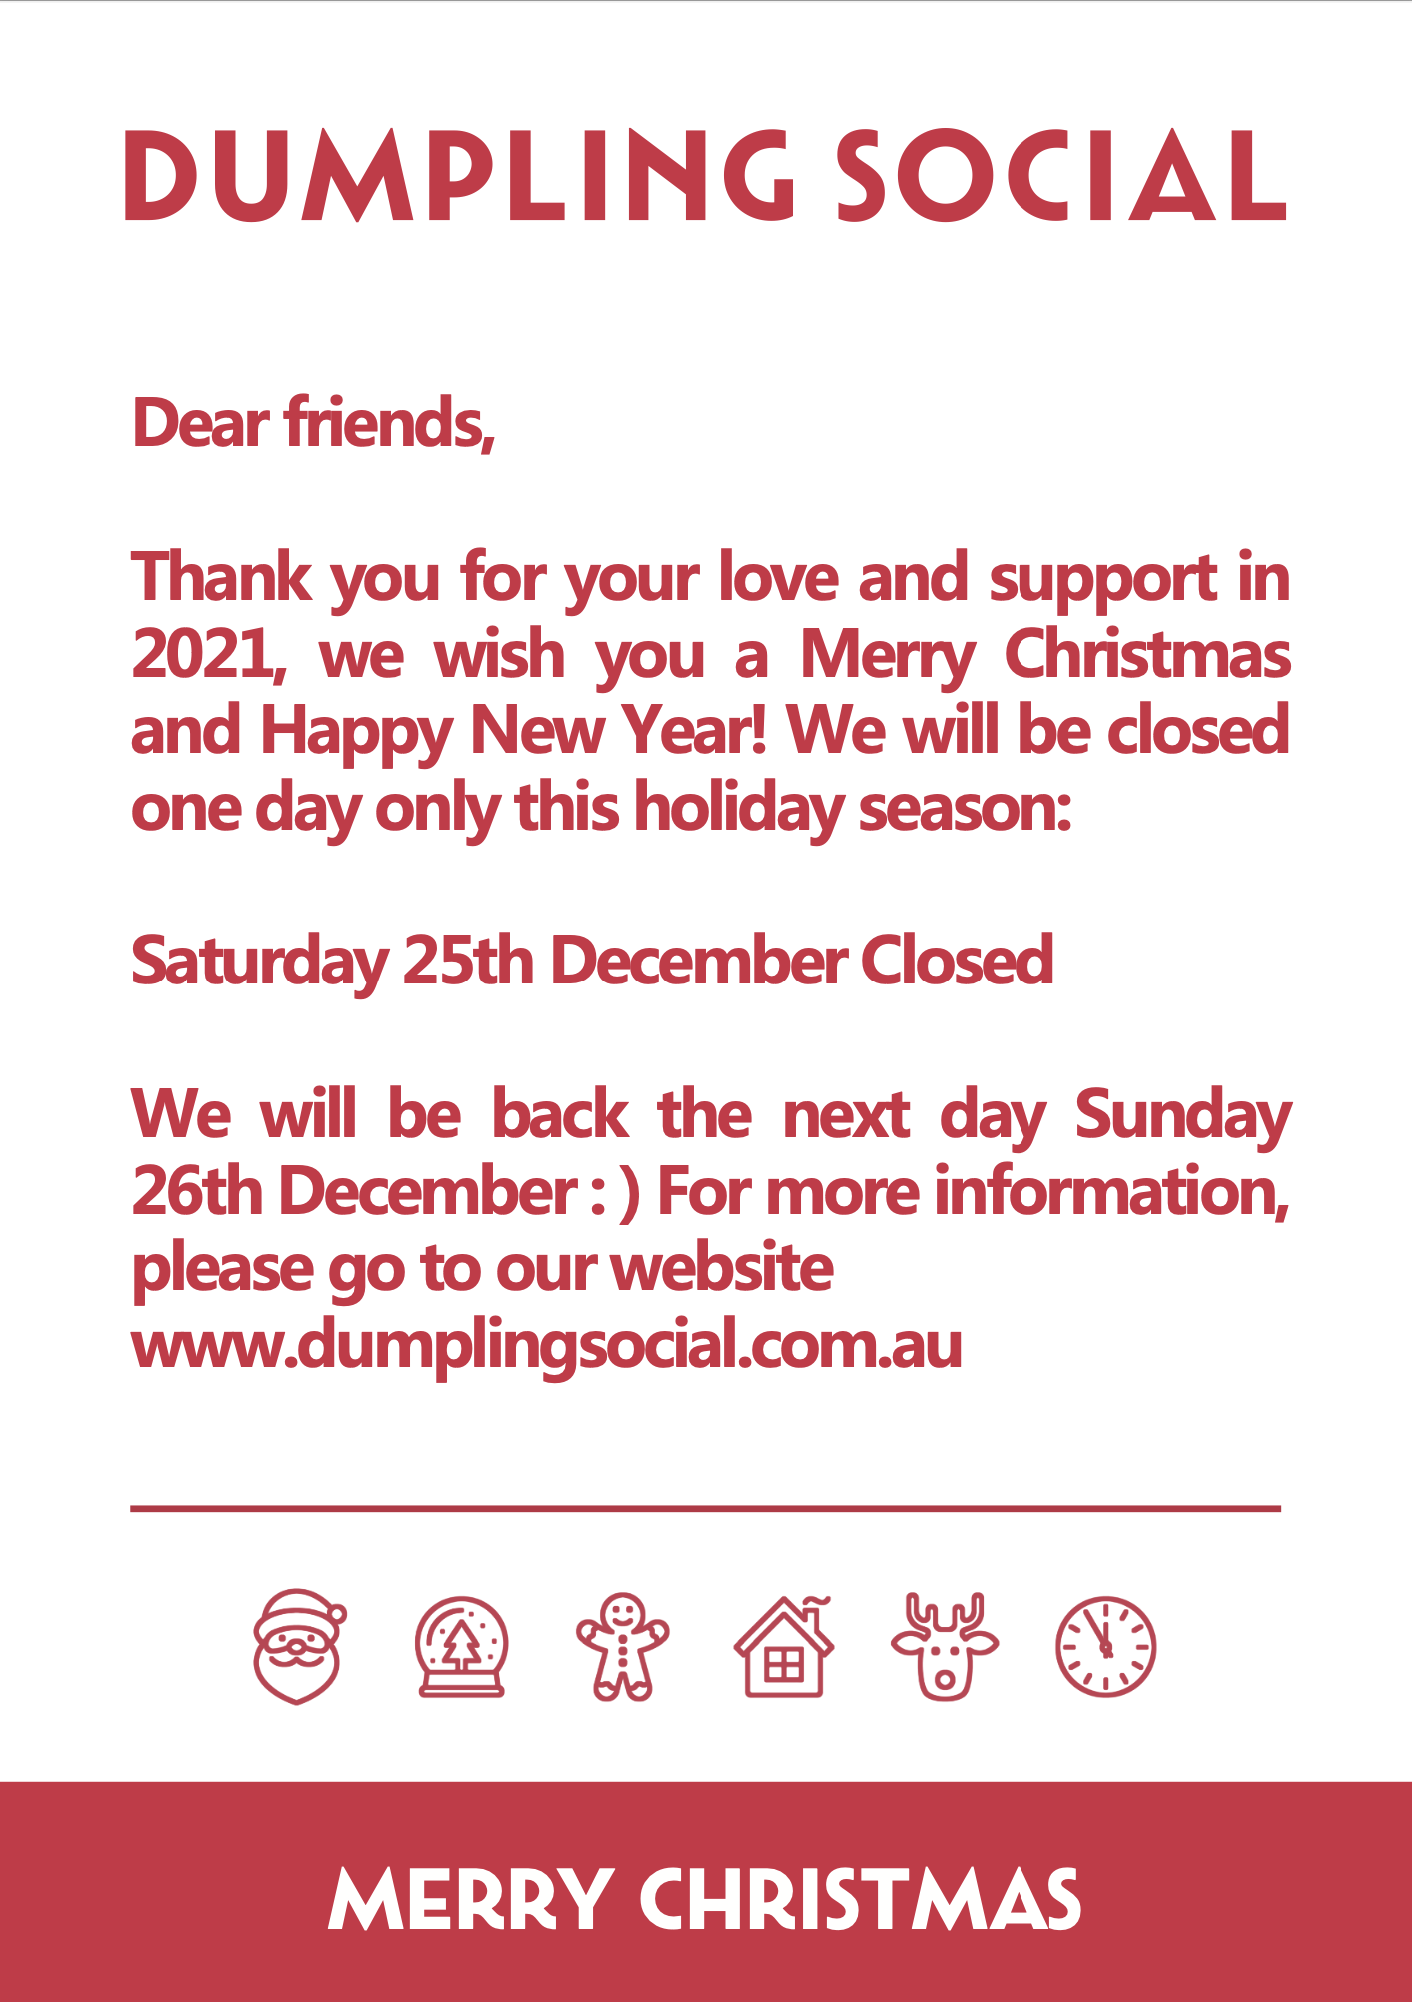 DUMPLING SOCIAL
Dear friends,
Thank you for your love and support in
2021, we wish you a Merry Christmas
and Happy New Year! We will be closed
one day only this holiday season:
Saturday 25th December Closed
We will be back the next day Sunday
26th December : ) For more information,
please go to our website
www.dumplingsocial.com.au
MERRY CHRISTMAS